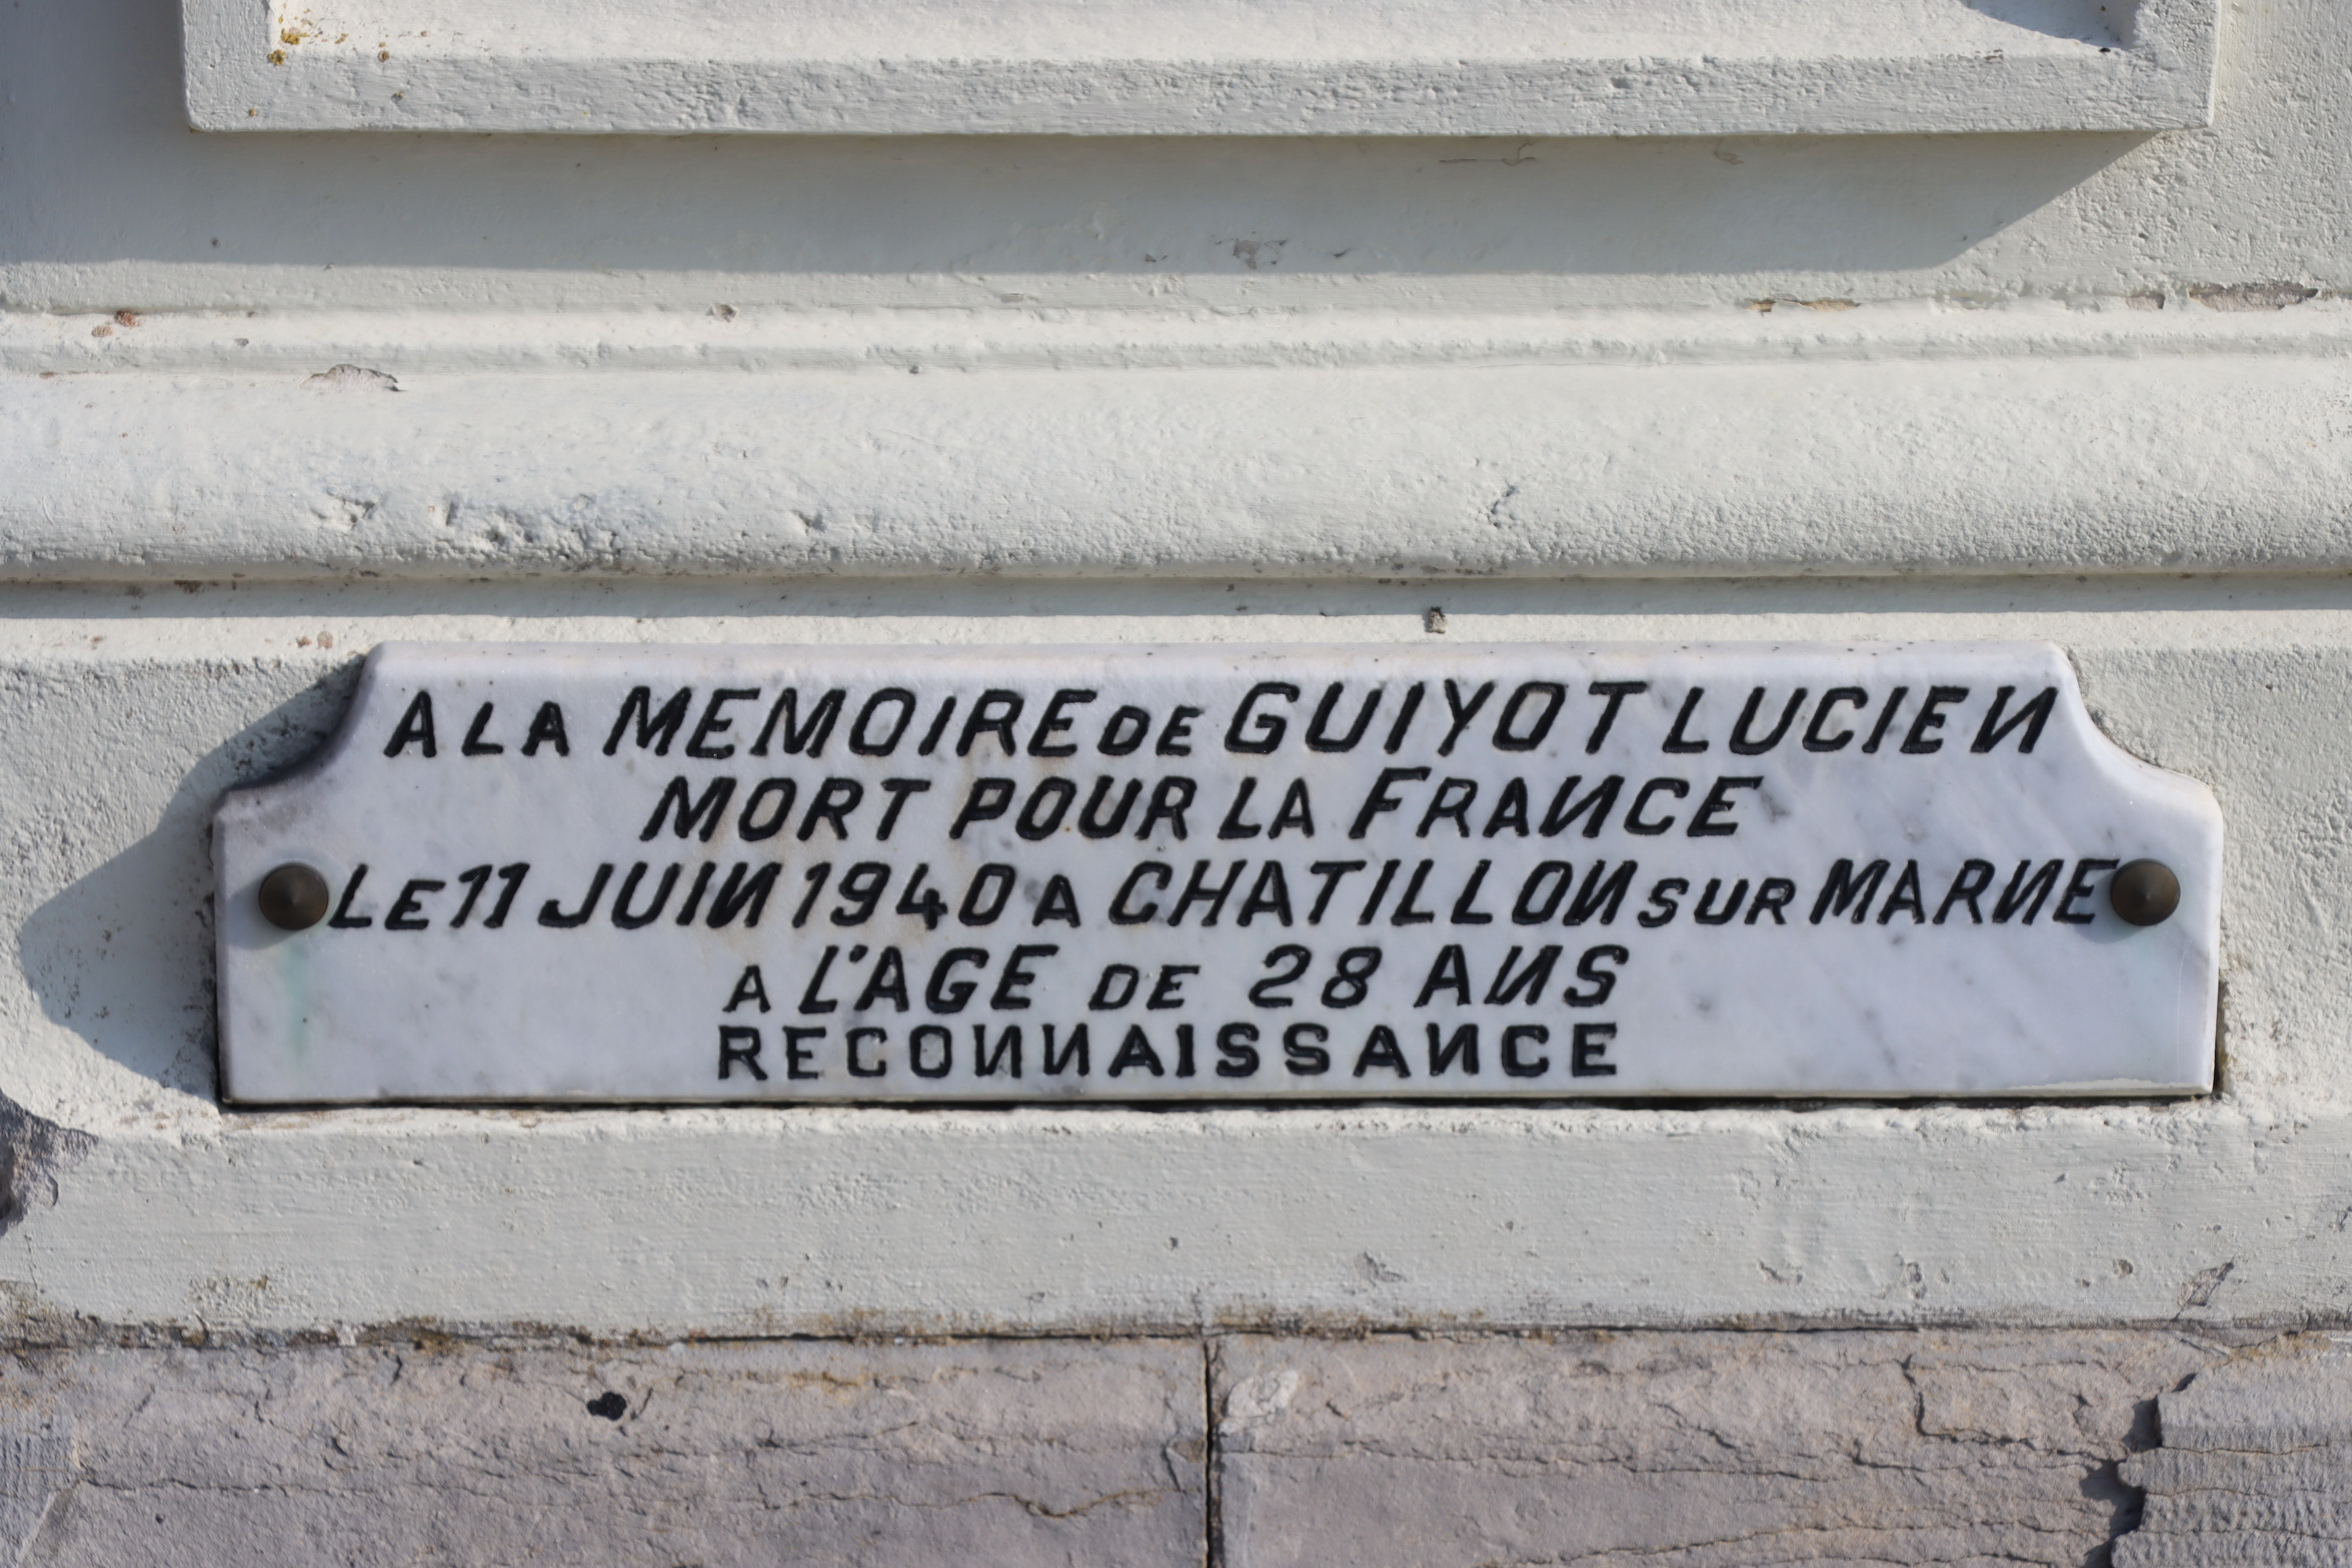 A LA MEMOIRE DE GUIYOT LUCIEN
MORT POUR LA FRANCE
LE 11 JUIN 1940 A CHATILLON SUR MARNE
A L'AGE DE 28 ANS
RECONNAISSANCE